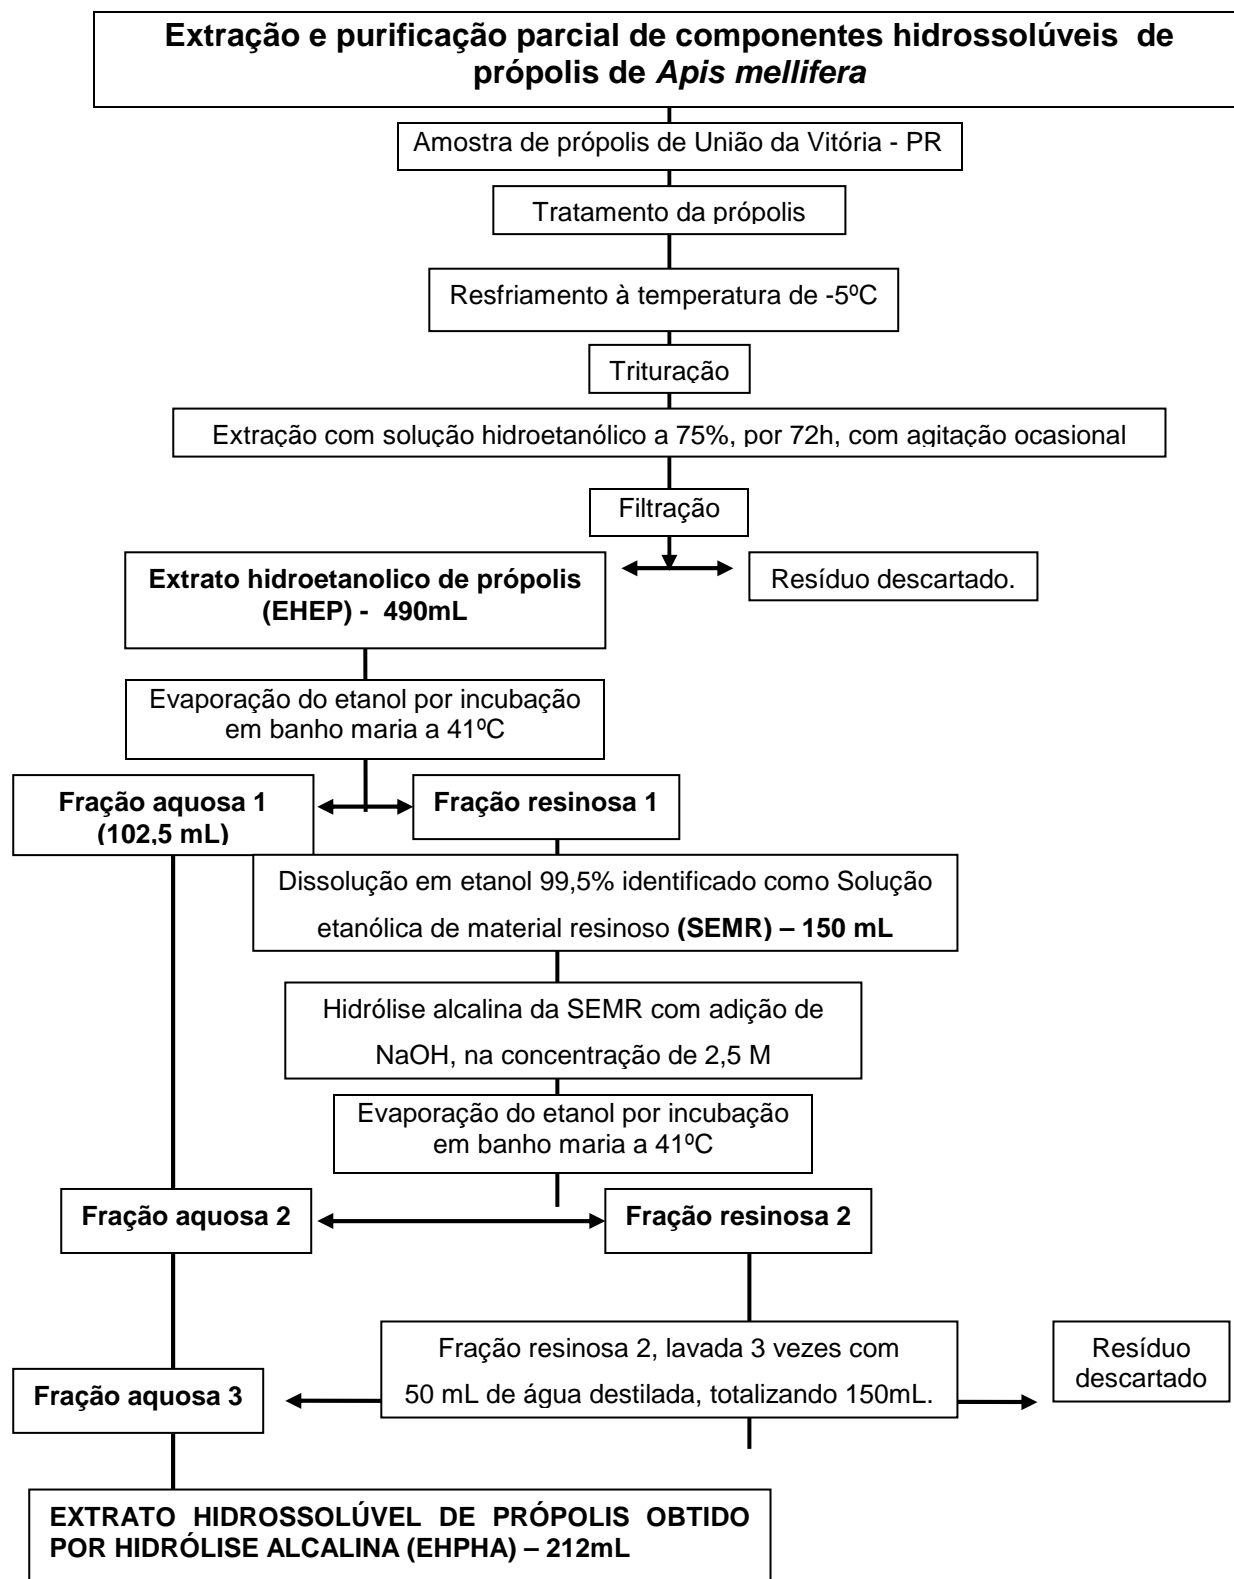 Extração e purificação parcial de componentes hidrossolúveis de
própolis de Apis mellifera
Amostra de própolis de União da Vitória - PR
Tratamento da própolis
Resfriamento à temperatura de -5ºC
Trituração
Extração com solução hidroetanólico a 75%, por 72h, com agitação ocasional
Filtração
Extrato hidroetanolico de própolis
(EHEP) - 490mL
Resíduo descartado.
Evaporação do etanol por incubação
em banho maria a 41ºC
Fração aquosa 1
(102,5 mL)
Fração resinosa 1
Dissolução em etanol 99,5% identificado como Solução
etanólica de material resinoso (SEMR) – 150 mL
Hidrólise alcalina da SEMR com adição de
NaOH, na concentração de 2,5 M
Evaporação do etanol por incubação
em banho maria a 41ºC
Fração aquosa 2
Fração resinosa 2
Fração resinosa 2, lavada 3 vezes com
50 mL de água destilada, totalizando 150mL.
Resíduo
descartado
Fração aquosa 3
EXTRATO HIDROSSOLÚVEL DE PRÓPOLIS OBTIDO
POR HIDRÓLISE ALCALINA (EHPHA) – 212mL